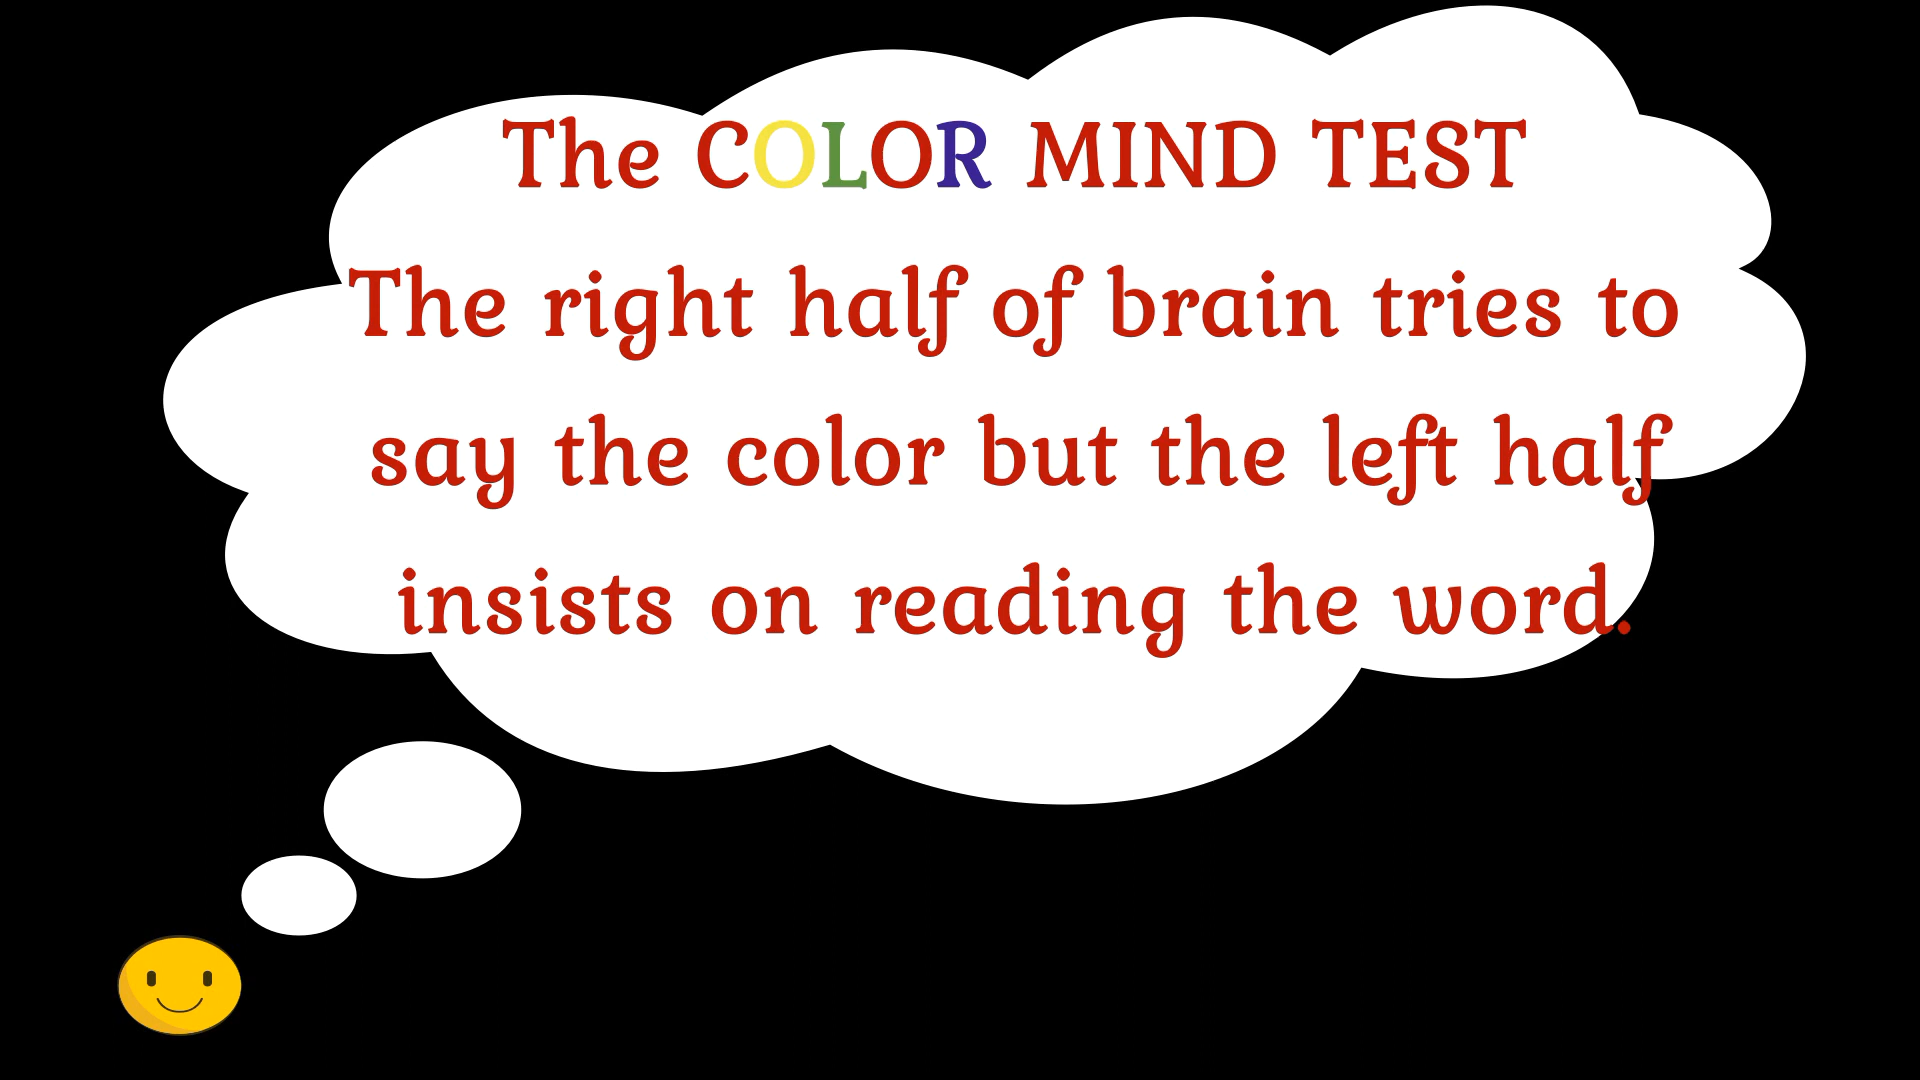 The COLOR MIND TEST
The right half of brain tries to
say the color but the left half
insists on reading the word.